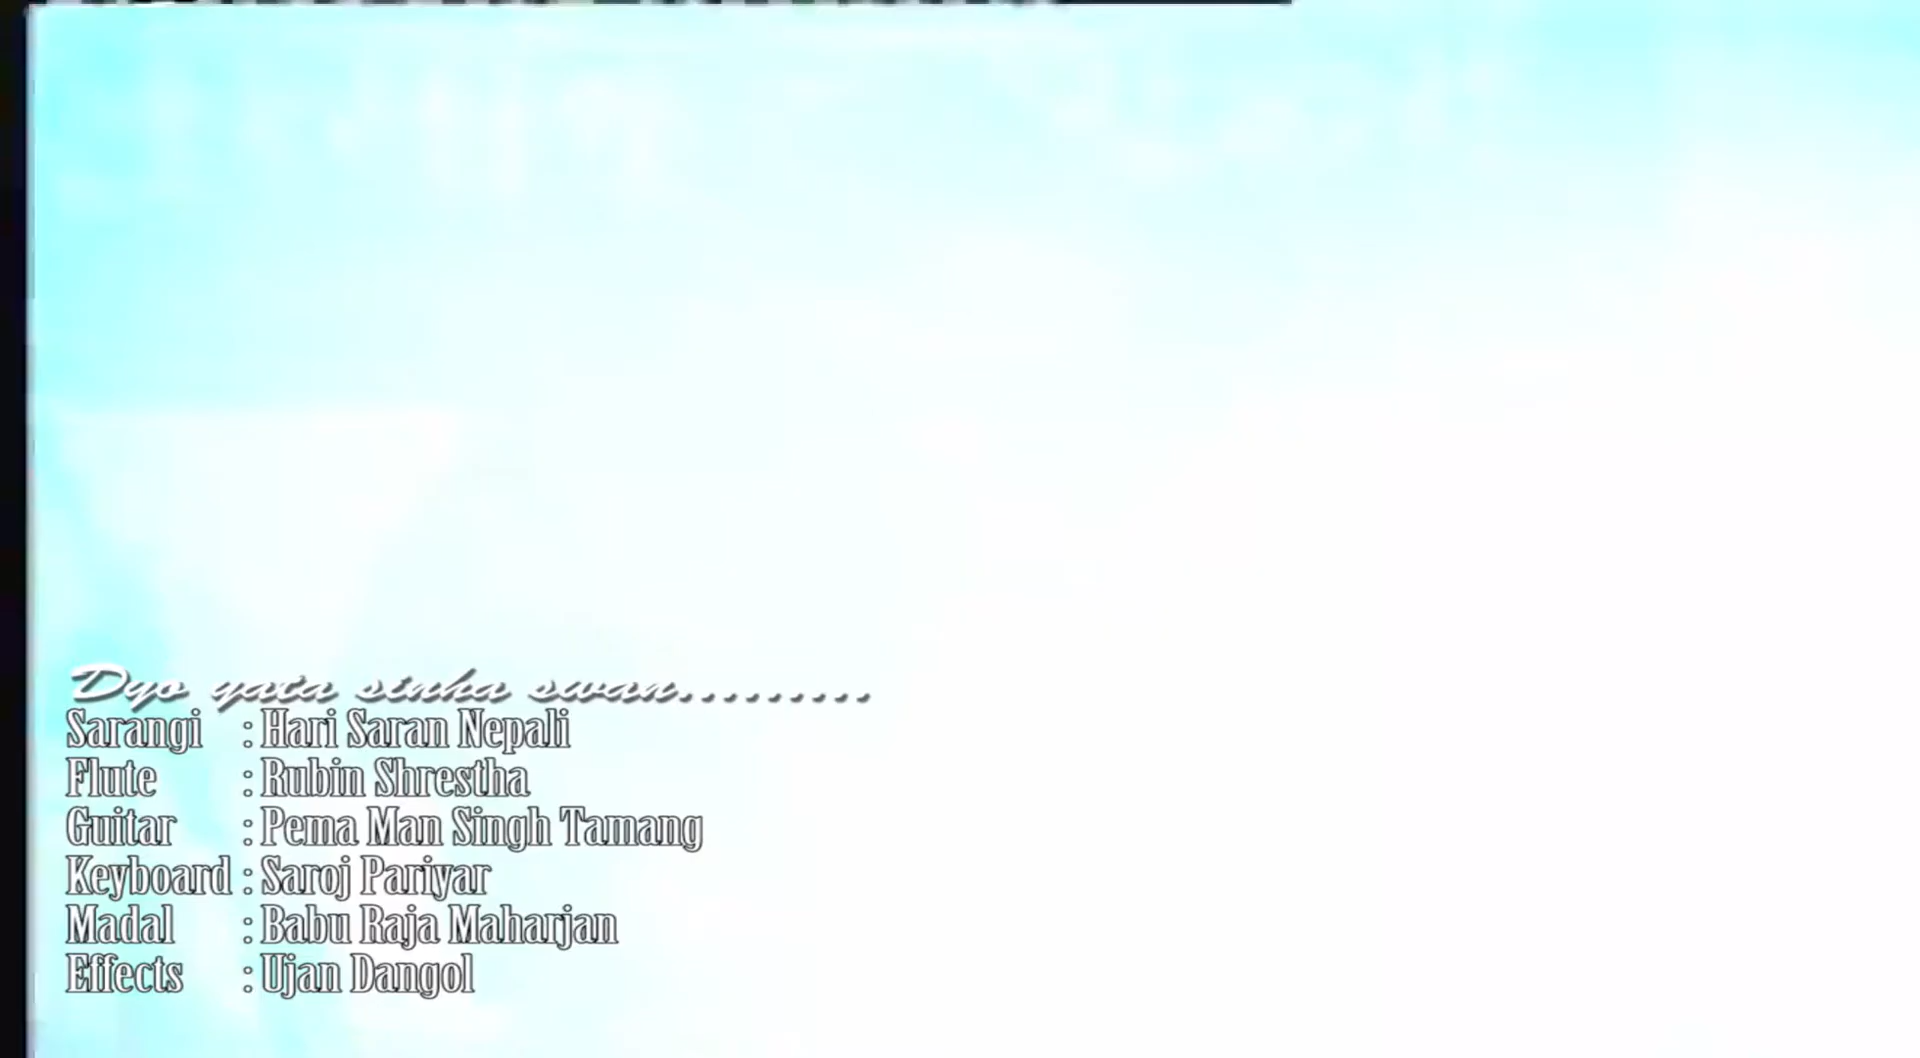 Dyo yata sinha swan.........
Sarangi : Hari Saran Nepali
Flute : Rubin Shrestha
Guitar : Pema Man Singh Tamang
Keyboard : Saroj Pariyar
Madal : Babu Raja Maharjan
Effects : Ujan Dangol